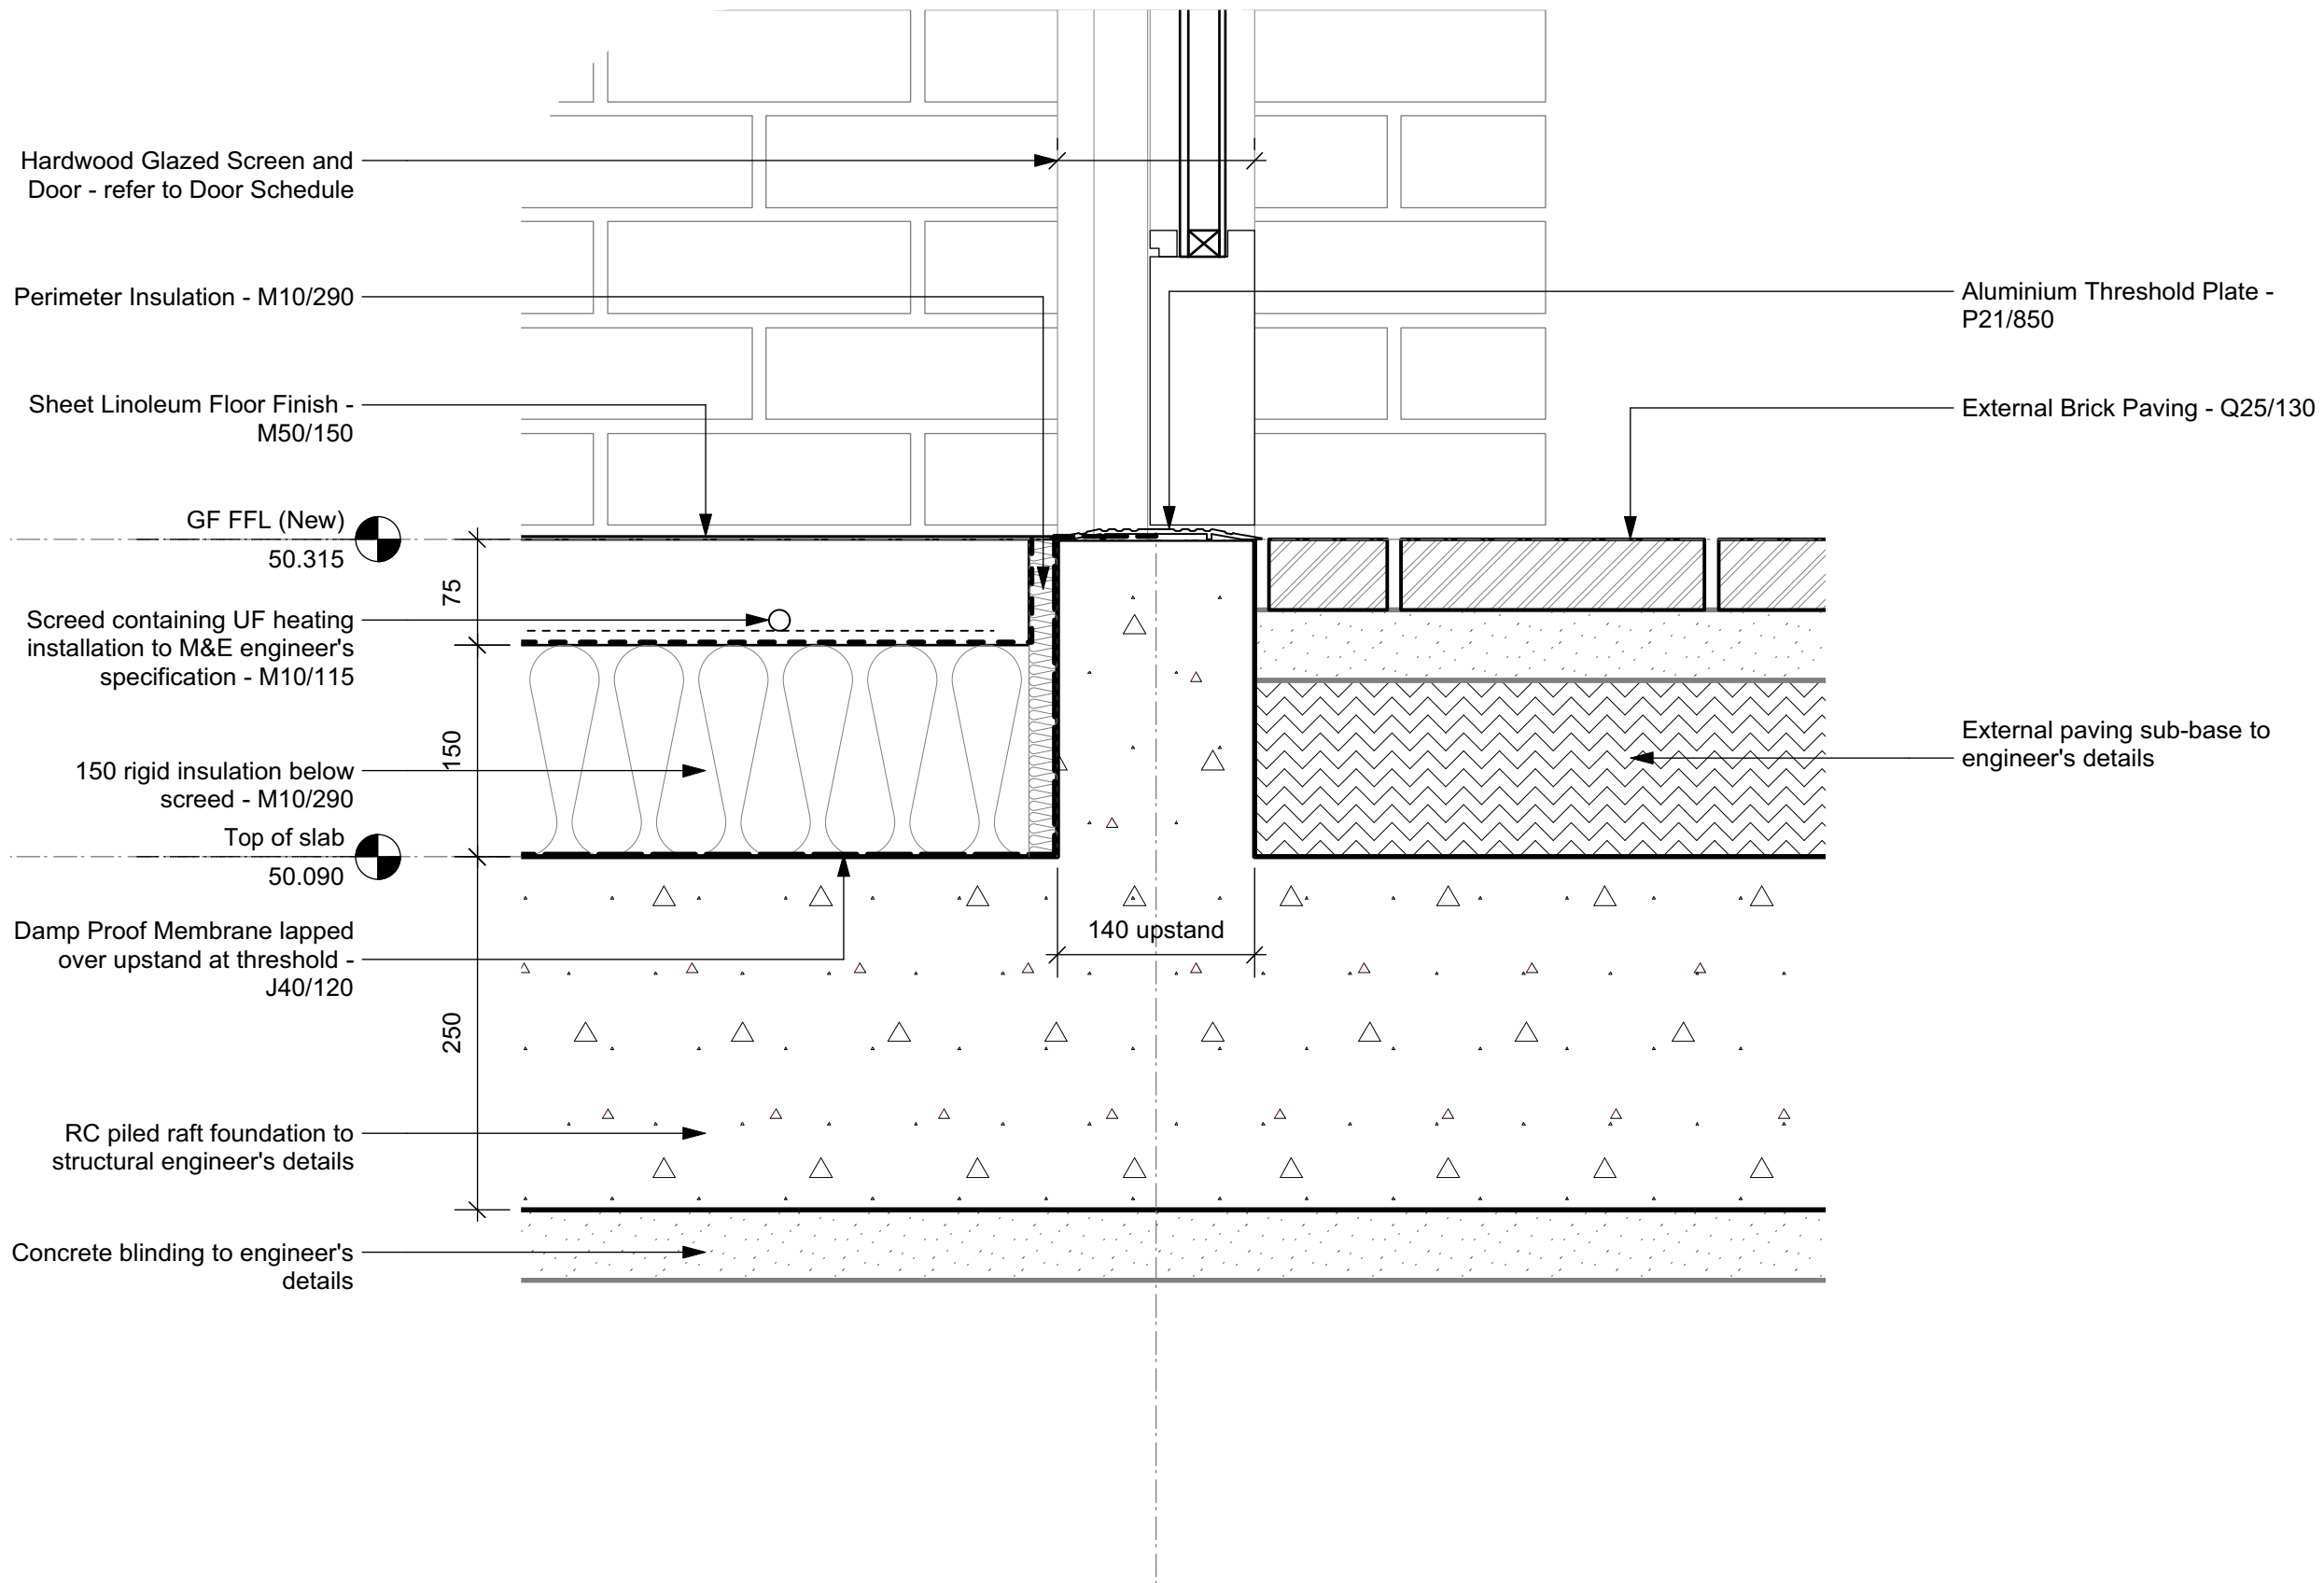 Hardwood Glazed Screen and
Door - refer to Door Schedule
Perimeter Insulation - M10/290
Sheet Linoleum Floor Finish -
M50/150
GF FFL (New)
50.315
75
Screed containing UF heating
installation to M&E engineer's
specification - M10/115
150
150 rigid insulation below
screed - M10/290
Top of slab
50.090
Damp Proof Membrane lapped
over upstand at threshold -
J40/120
250
RC piled raft foundation to
structural engineer's details
Concrete blinding to engineer's
details
140 upstand
Aluminium Threshold Plate -
P21/850
External Brick Paving - Q25/130
External paving sub-base to
engineer's details